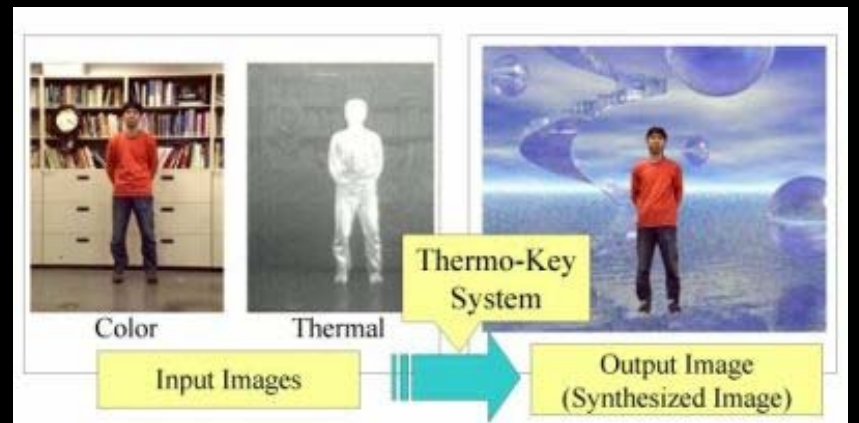 Color
Thermal
Thermo-Key
System
Input Images
Output Image
(Synthesized Image)